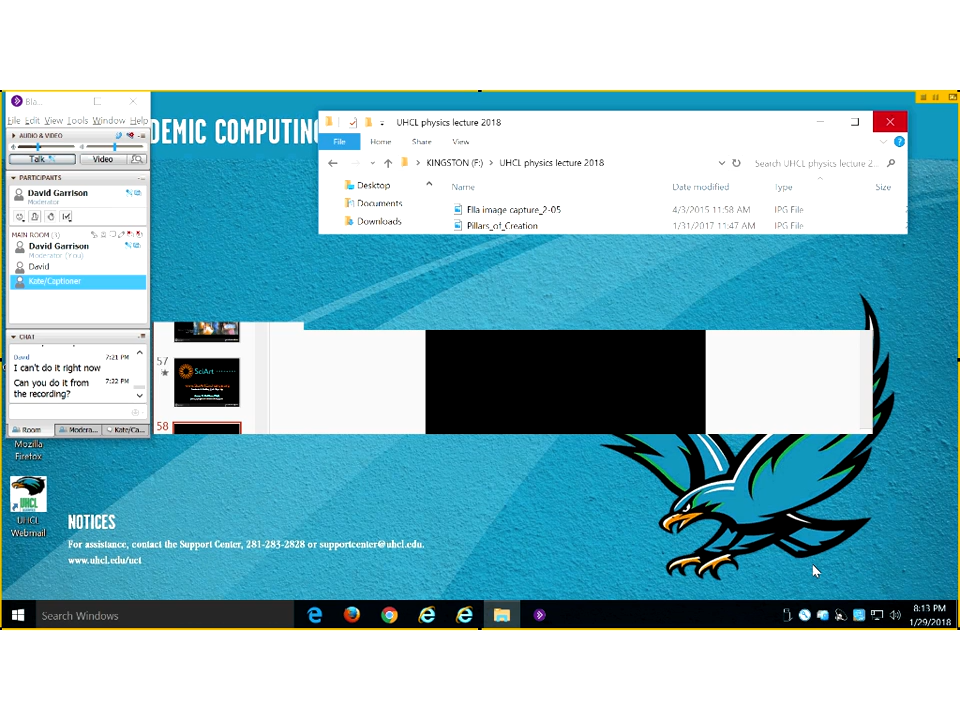 Bla...
File Edit View Tools Window Help
AUDIO & VIDEO
Talk
Video
PARTICIPANTS
David Garrison
Moderator
MAIN ROOM (3)
David Garrison
Moderator (You)
David
Kate/Captioner
CHAT
David 7:21 PM
I can't do it right now
Can you do it from 7:22 PM
the recording?
Room
Modera...
Kate/Ca...
DEMIC COMPUTING
UHCL physics lecture 2018
File Home Share View
KINGSTON (F:) > UHCL physics lecture 2018
Search UHCL physics lecture 2...
Desktop
Documents
Downloads
Name Date modified Type Size
Ella image capture_2-05 4/3/2015 11:58 AM JPG File
Pillars_of_Creation 1/31/2017 11:47 AM JPG File
57
SciArt
58
Mozilla
Firefox
UHCL
UHCL
Webmail
NOTICES
For assistance, contact the Support Center, 281-283-2828 or supportcenter@uhcl.edu.
www.uhcl.edu/uct
Search Windows
8:13 PM
1/29/2018